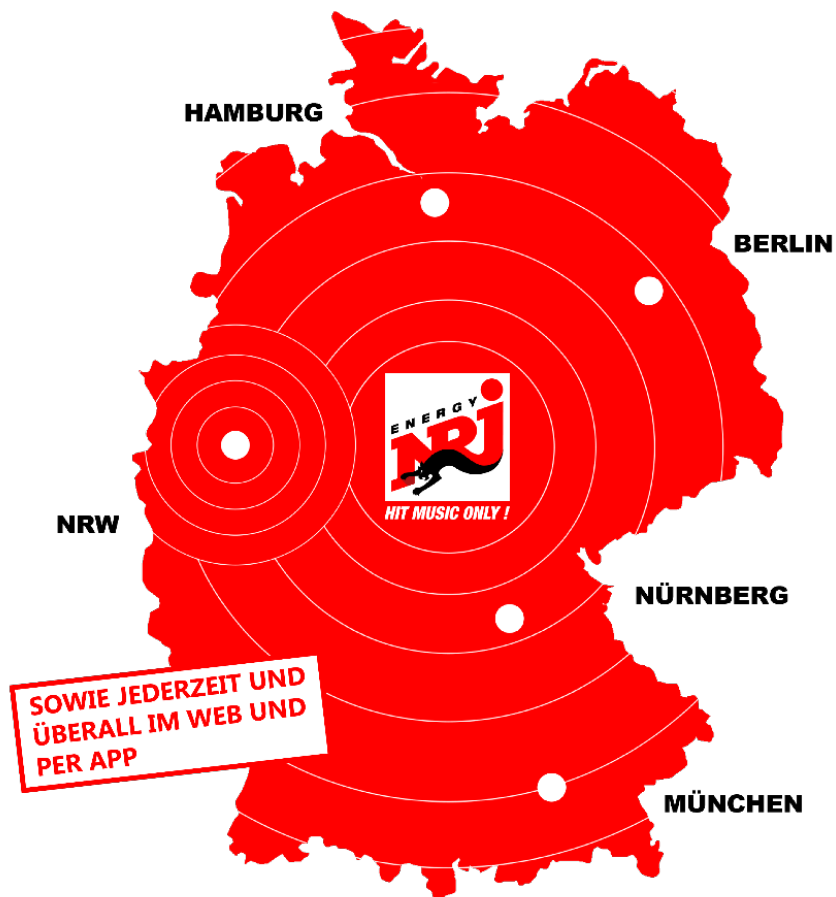 HAMBURG
BERLIN
ENERGY
NRJ
HIT MUSIC ONLY !
NRW
NÜRNBERG
SOWIE JEDERZEIT UND
ÜBERALL IM WEB UND
PER APP
MÜNCHEN